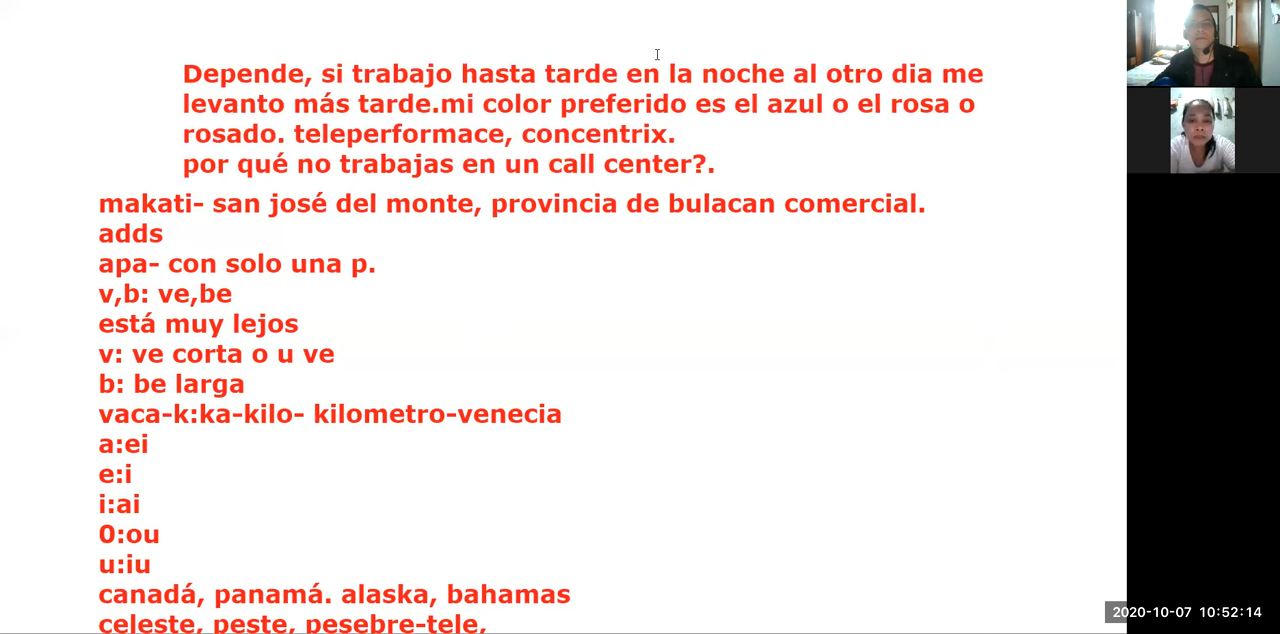 Depende, si trabajo hasta tarde en la noche al otro dia me
levanto más tarde.mi color preferido es el azul o el rosa o
rosado. teleperformace, concentrix.
por qué no trabajas en un call center?.
makati- san josé del monte, provincia de bulacan comercial.
adds
apa- con solo una p.
v,b: ve,be
está muy lejos
v: ve corta o u ve
b: be larga
vaca-k:ka-kilo- kilometro-venecia
a:ei
e:i
i:ai
0:ou
u:iu
canadá, panamá. alaska, bahamas
celeste, peste, pesebre-tele,
2020-10-07 10:52:14